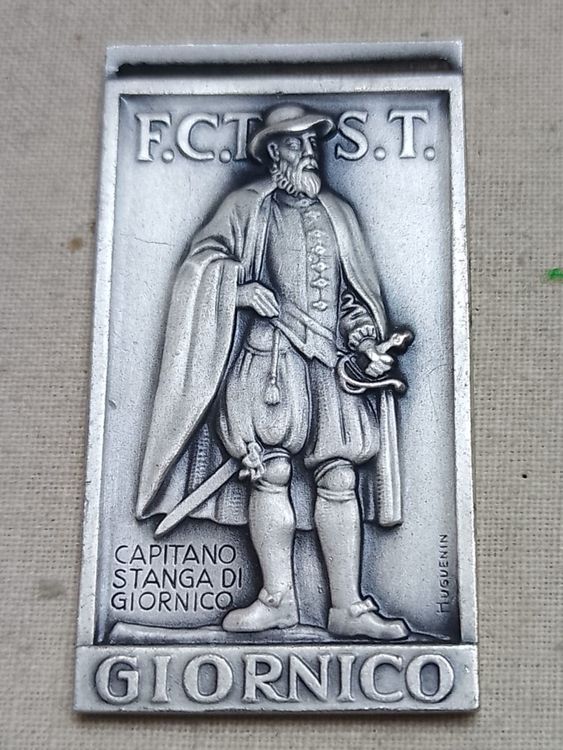 F.C.T. S.T.
CAPITANO
STANGA DI
GIORNICO
HUGUENIN
GIORNICO